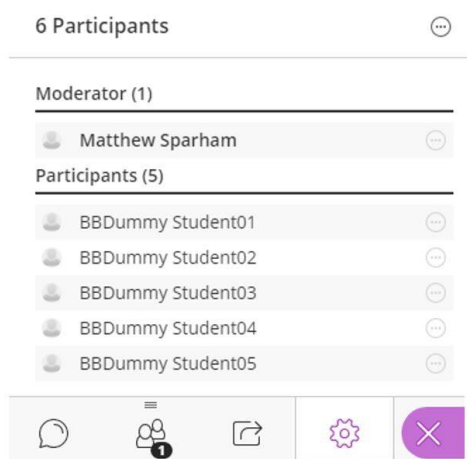 6 Participants
Moderator (1)
Matthew Sparham
Participants (5)
BBDummy Student01
BBDummy Student02
BBDummy Student03
BBDummy Student04
BBDummy Student05
1